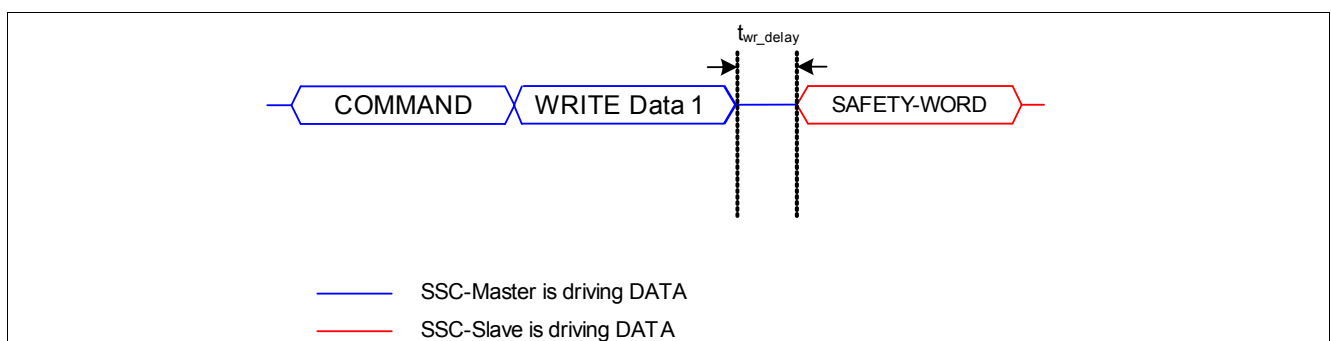 t_wr_delay
COMMAND WRITE Data 1 SAFETY-WORD
SSC-Master is driving DATA
SSC-Slave is driving DATA